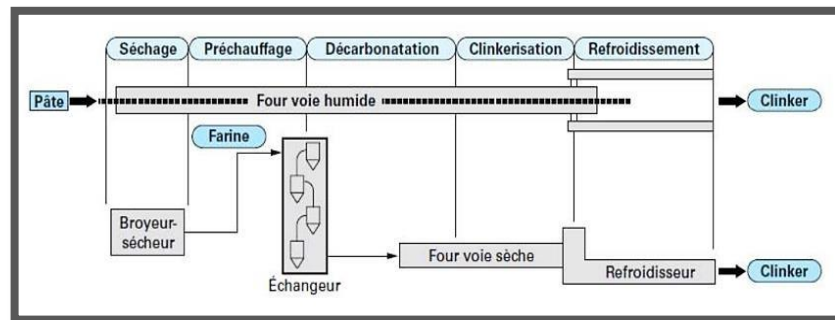 Séchage
Préchauffage
Décarbonatation
Clinkerisation
Refroidissement
Pâte
Four voie humide
Clinker
Farine
Broyeur-
sécheur
Échangeur
Four voie sèche
Refroidisseur
Clinker